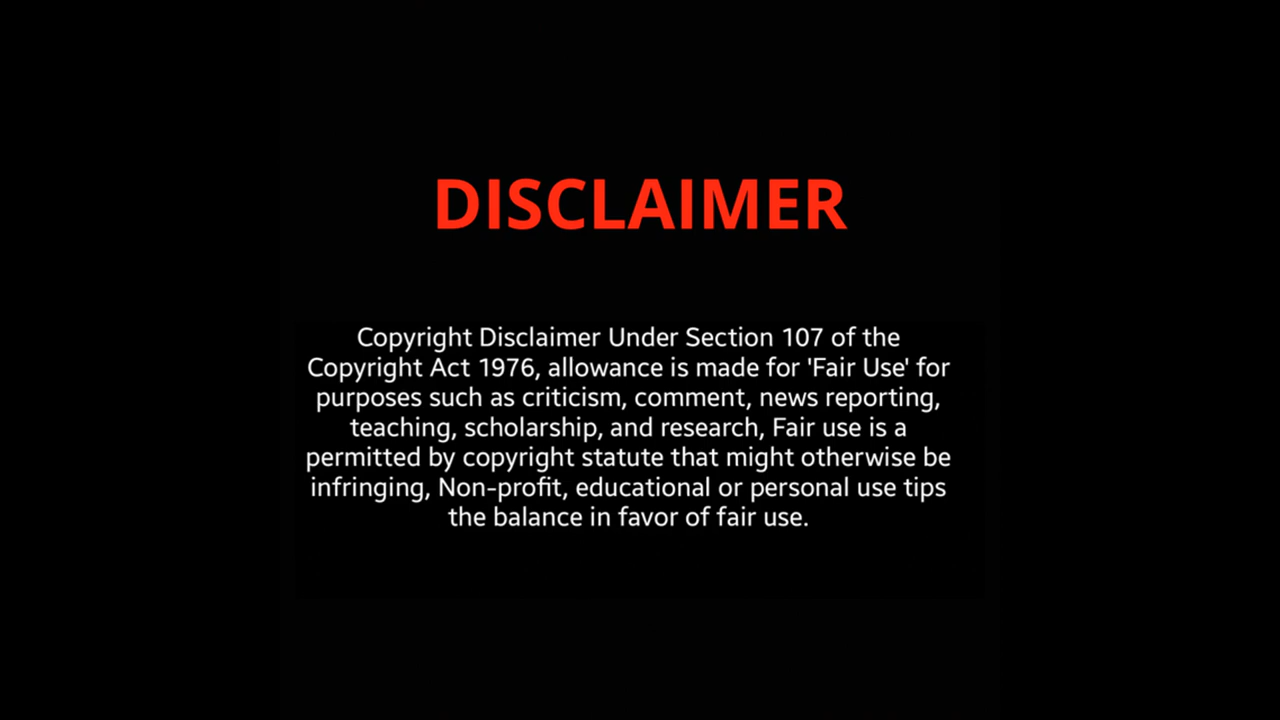 DISCLAIMER
Copyright Disclaimer Under Section 107 of the
Copyright Act 1976, allowance is made for 'Fair Use' for
purposes such as criticism, comment, news reporting,
teaching, scholarship, and research, Fair use is a
permitted by copyright statute that might otherwise be
infringing, Non-profit, educational or personal use tips
the balance in favor of fair use.